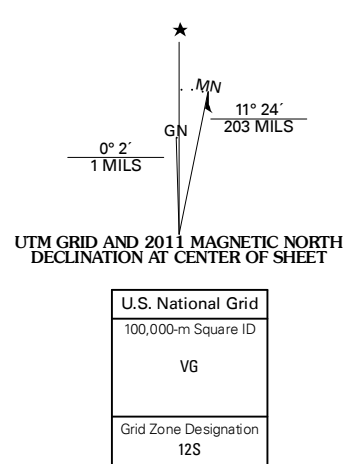 MN
GN
11° 24´
203 MILS
0° 2´
1 MILS
UTM GRID AND 2011 MAGNETIC NORTH
DECLINATION AT CENTER OF SHEET
U.S. National Grid
100,000-m Square ID
VG
Grid Zone Designation
12S